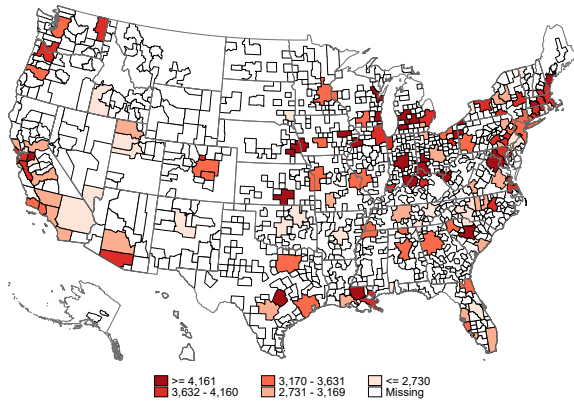 >= 4,161 3,170 - 3,631 <= 2,730
3,632 - 4,160 2,731 - 3,169 Missing